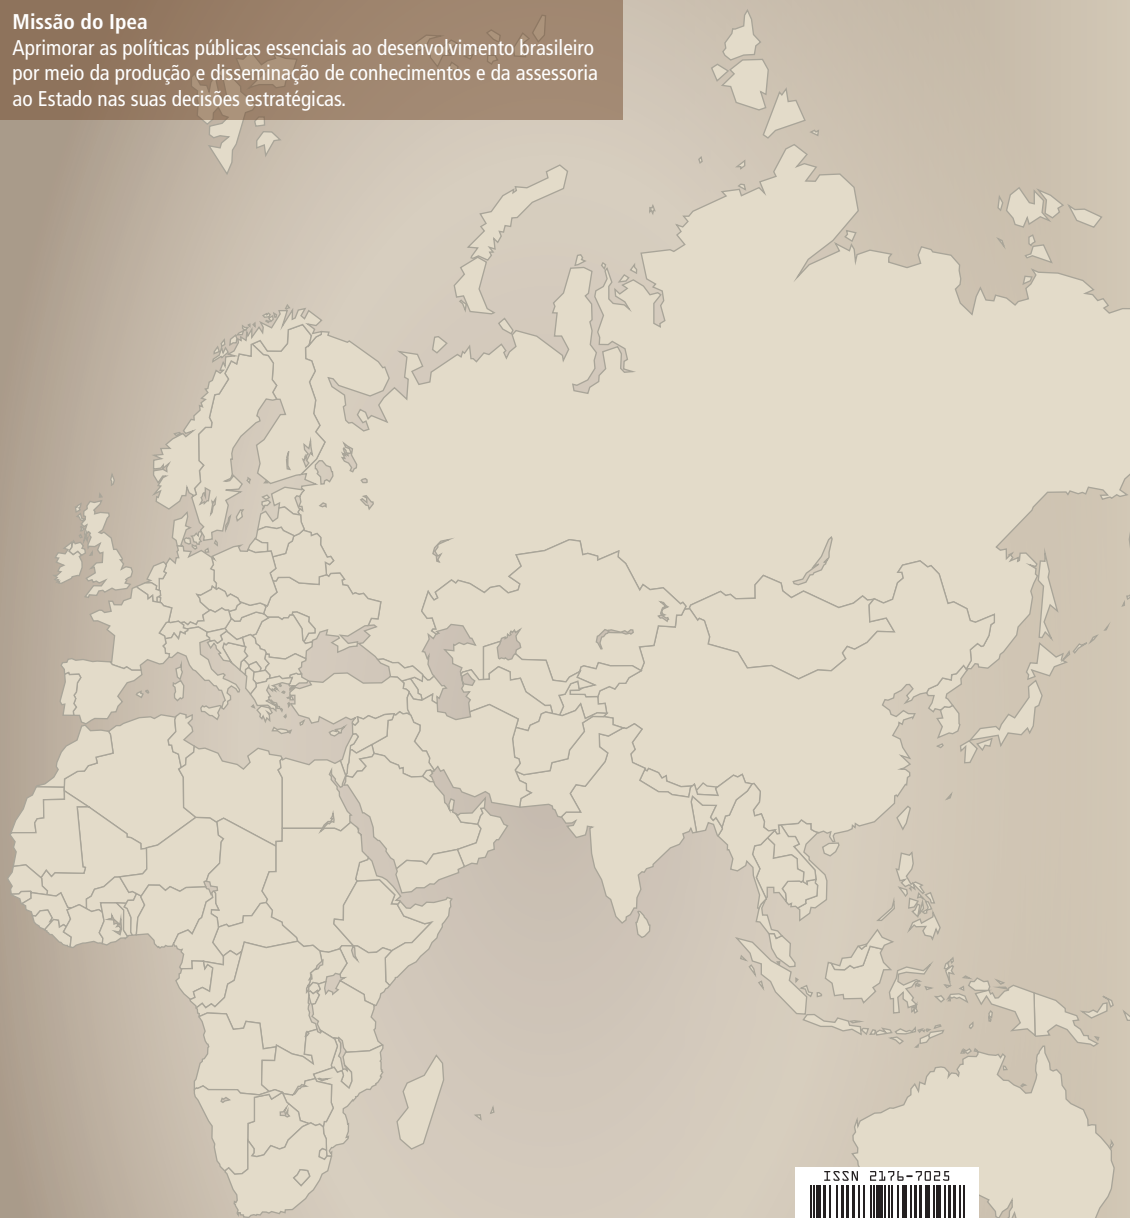 Missão do Ipea
Aprimorar as políticas públicas essenciais ao desenvolvimento brasileiro
por meio da produção e disseminação de conhecimentos e da assessoria
ao Estado nas suas decisões estratégicas.
ISSN 2176-7025